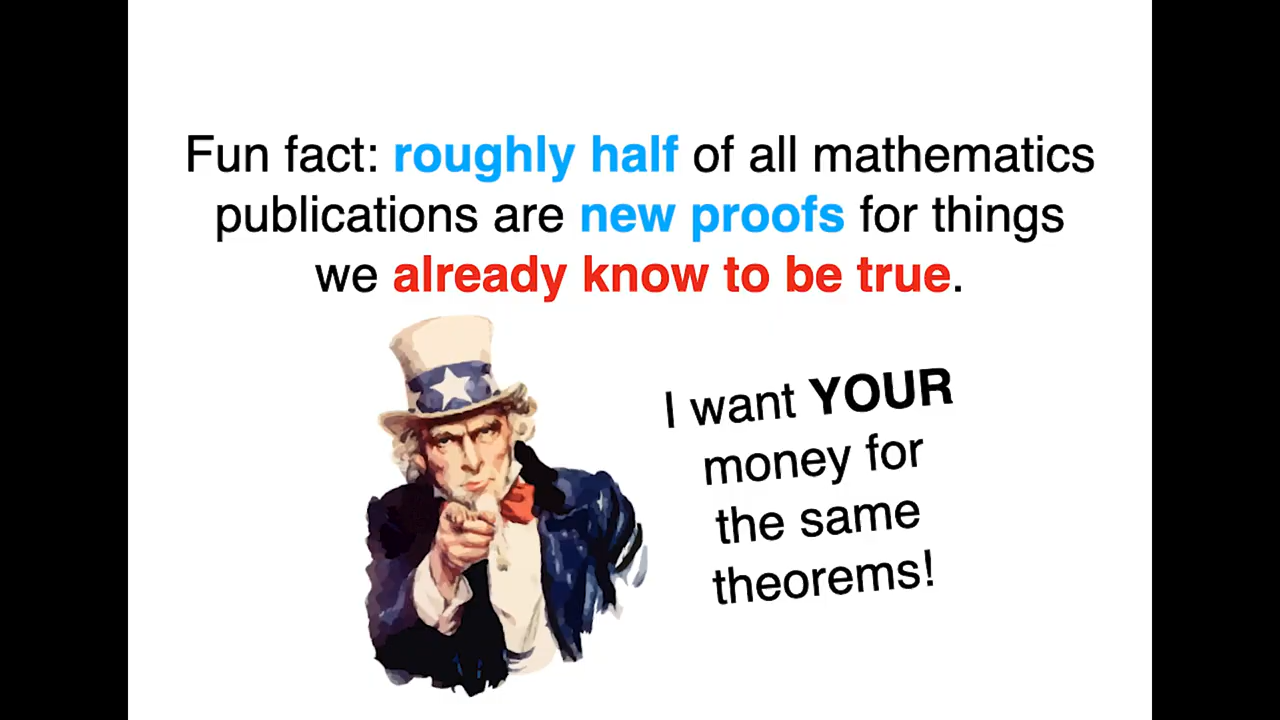 Fun fact: roughly half of all mathematics
publications are new proofs for things
we already know to be true.
I want YOUR
money for
the same
theorems!